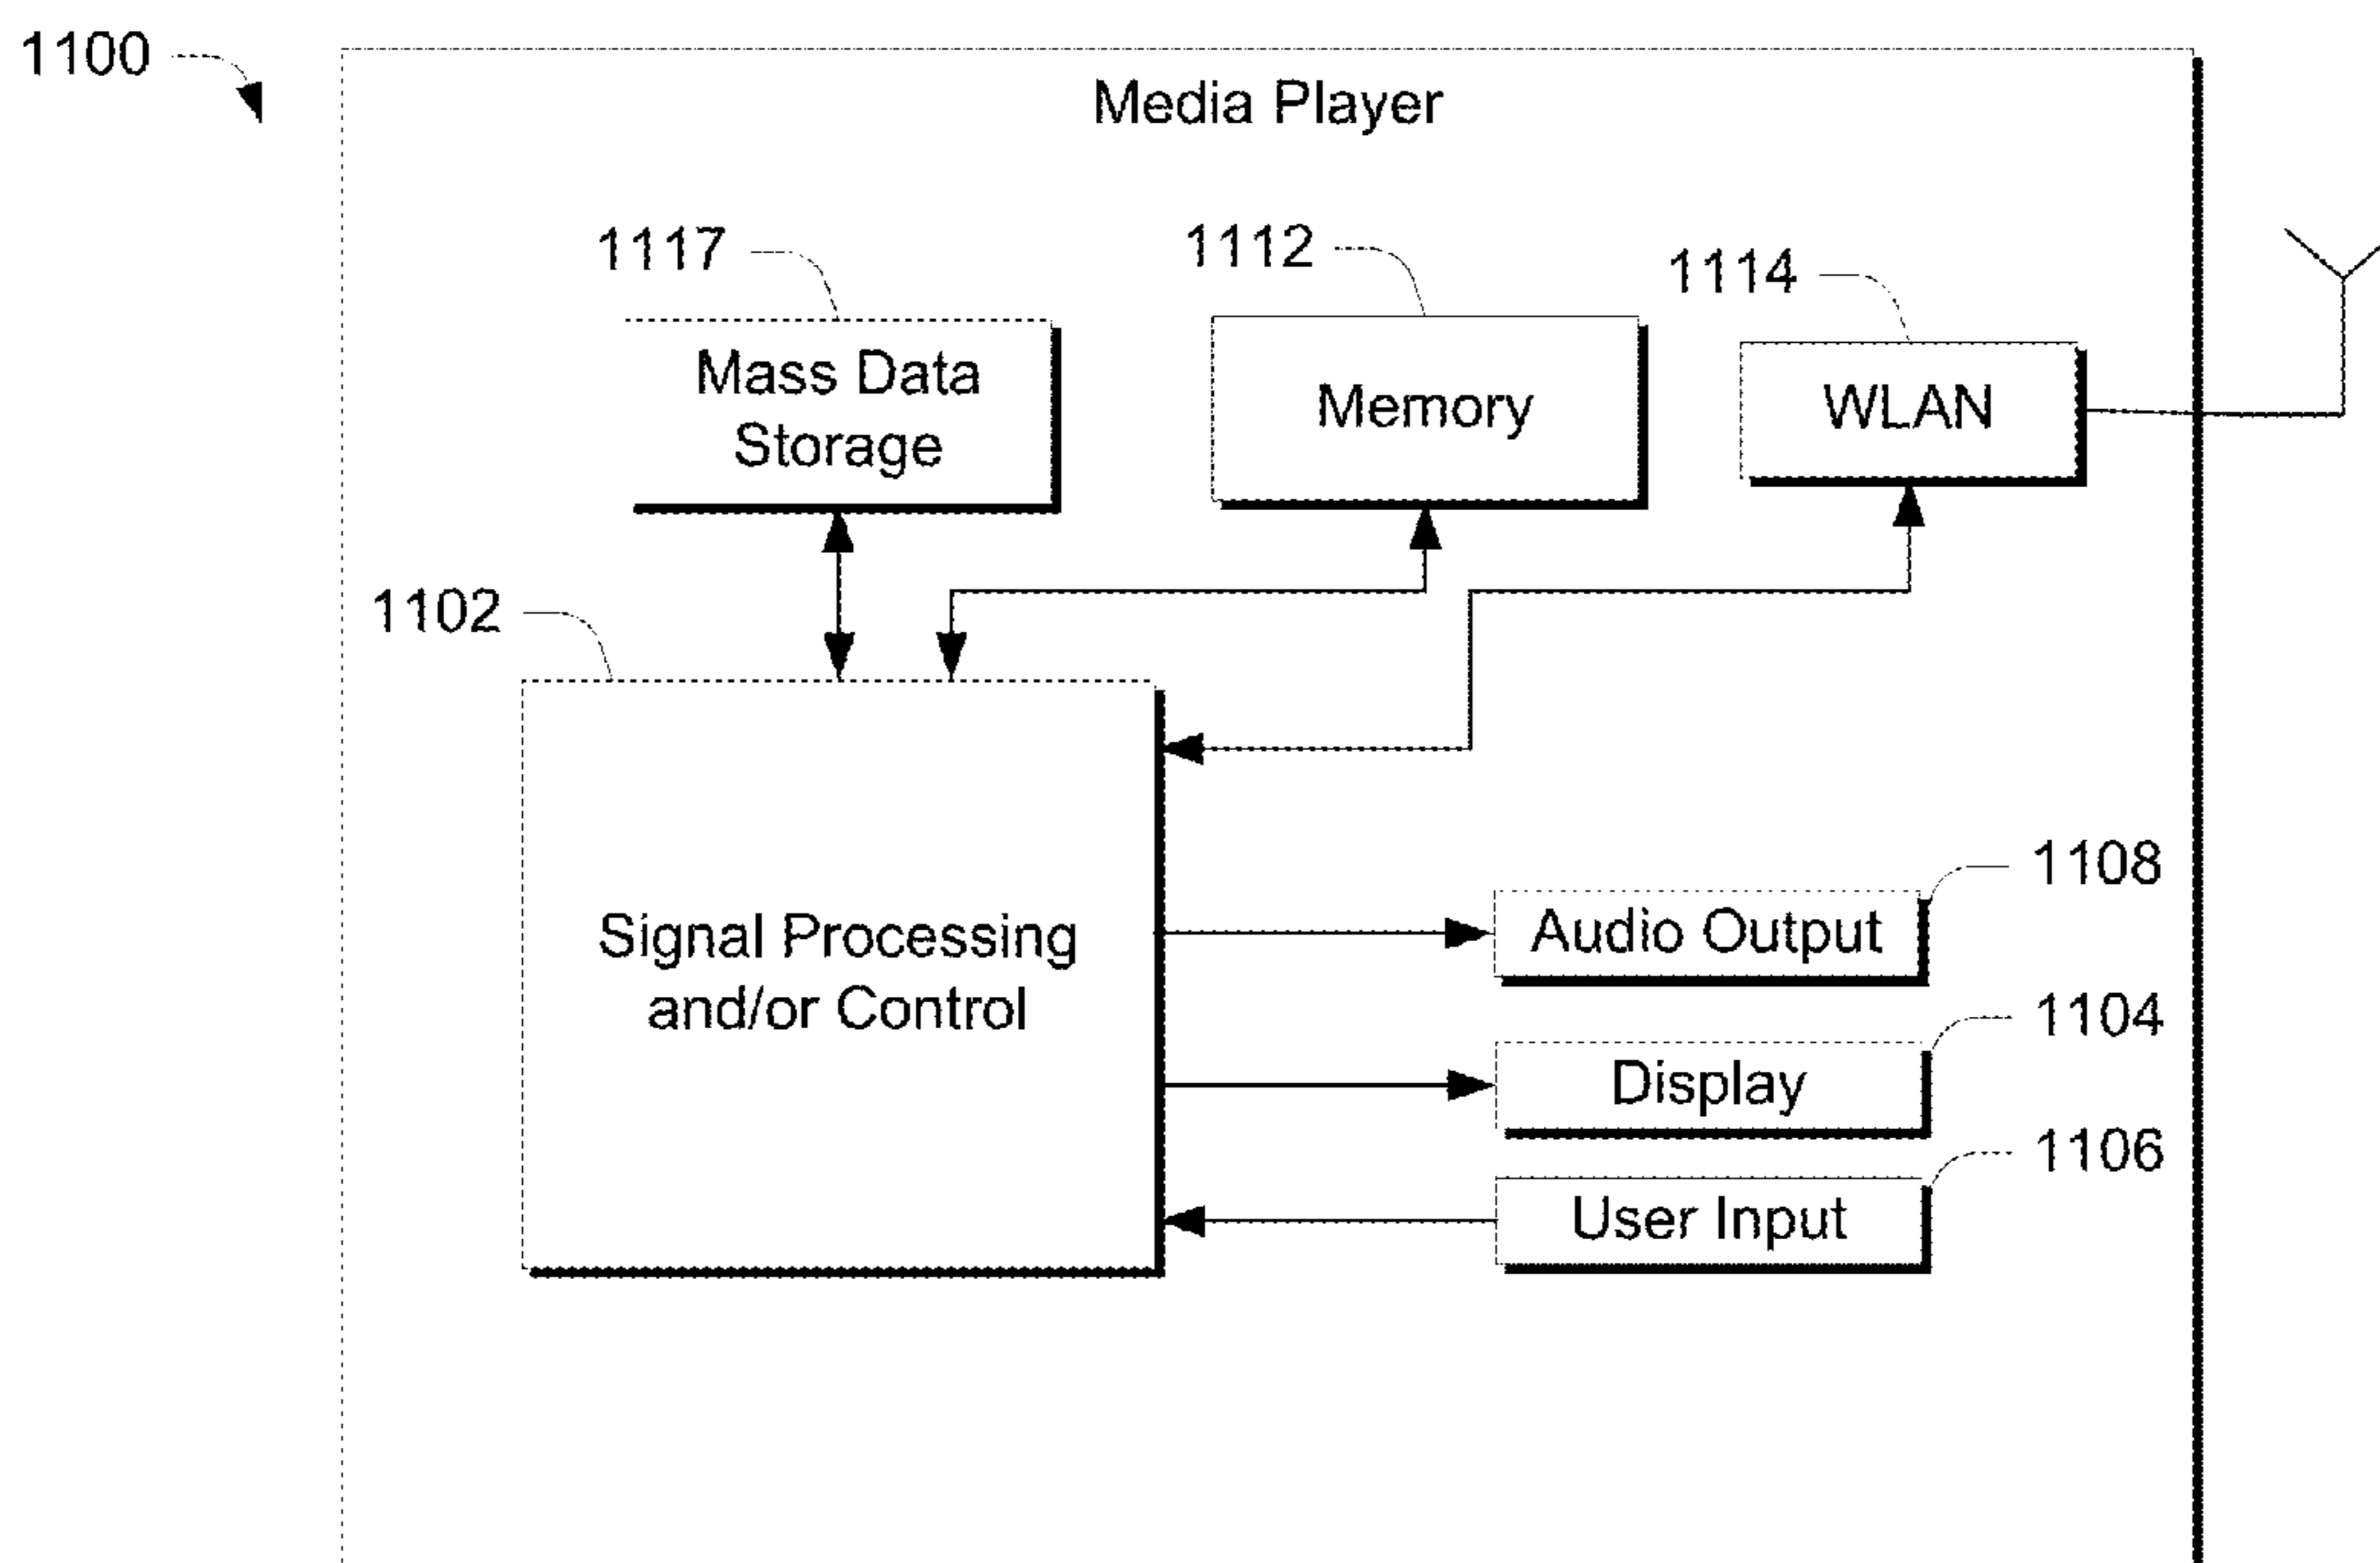 1100
Media Player
1117
1112
1114
Mass Data
Storage
Memory
WLAN
1102
Signal Processing
and/or Control
1108
Audio Output
1104
Display
1106
User Input